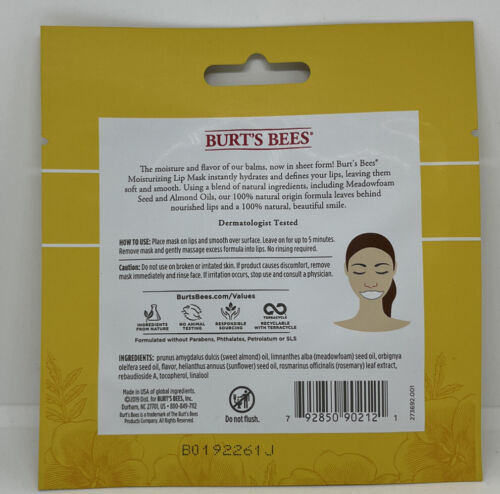 BURT'S BEES®
The moisture and flavor of our balms, now in sheet form! Burt's Bees®
Moisturizing Lip Mask instantly hydrates and defines your lips, leaving them
soft and smooth. Using a blend of natural ingredients, including Meadowfoam
Seed and Almond Oils, our 100% natural origin formula leaves behind
nourished lips and a 100% natural, beautiful smile.
Dermatologist Tested
HOW TO USE: Place mask on lips and smooth over surface. Leave on for up to 5 minutes.
Remove mask and gently massage excess formula into lips. No rinsing required.
Caution: Do not use on broken or irritated skin. If product causes discomfort, remove
mask immediately and rinse face. If irritation occurs, stop use and consult a physician.
BurtsBees.com/Values
INGREDIENTS
FROM NATURE
NO ANIMAL
TESTING
RESPONSIBLE
SOURCING
TERRACYCLE
RECYCLABLE
WITH TERRACYCLE
Formulated without Parabens, Phthalates, Petrolatum or SLS
INGREDIENTS: prunus amygdalus dulcis (sweet almond) oil, limnanthes alba (meadowfoam) seed oil, orbignya
oleifera seed oil, flavor, helianthus annuus (sunflower) seed oil, rosmarinus officinalis (rosemary) leaf extract,
rebaudioside A, tocopherol, linalool
Made in USA of global ingredients.
©2019 Dist. for BURT'S BEES, Inc.
Durham, NC 27701, US • 800-849-7112
Burt's Bees is a trademark of The Burt's Bees
Products Company. All Rights Reserved.
Do not flush.
7 92850 90212 1
273692.001
B0192261J